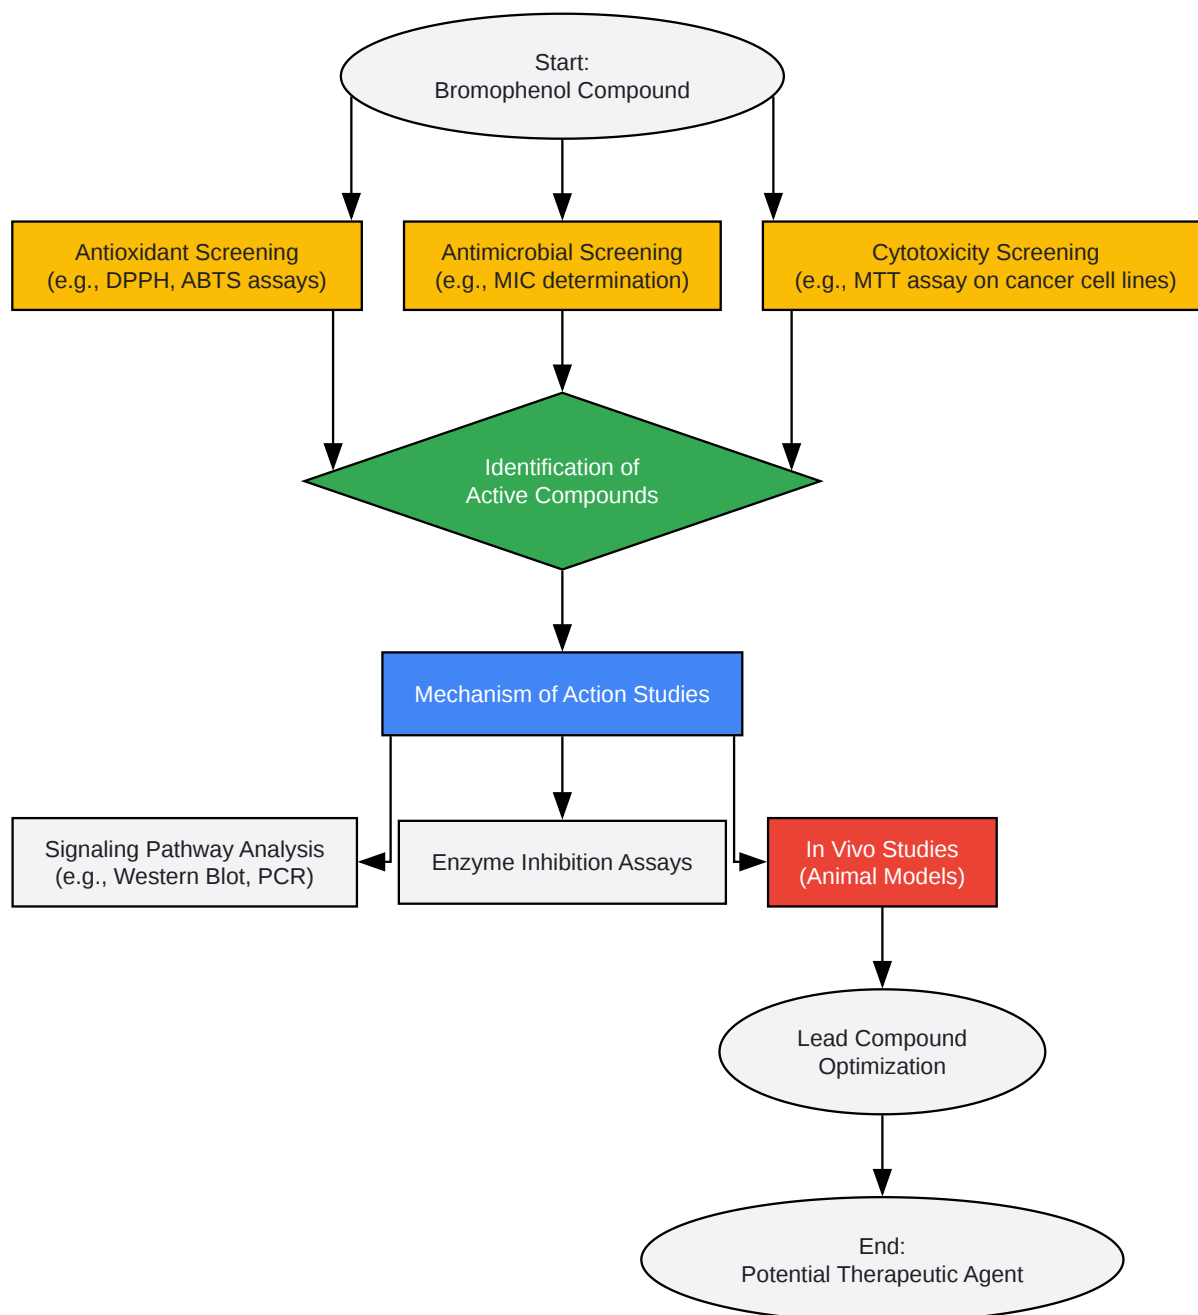 Start:
Bromophenol Compound
Antioxidant Screening
(e.g., DPPH, ABTS assays)
Antimicrobial Screening
(e.g., MIC determination)
Cytotoxicity Screening
(e.g., MTT assay on cancer cell lines)
Identification of
Active Compounds
Mechanism of Action Studies
Signaling Pathway Analysis
(e.g., Western Blot, PCR)
Enzyme Inhibition Assays
In Vivo Studies
(Animal Models)
Lead Compound
Optimization
End:
Potential Therapeutic Agent